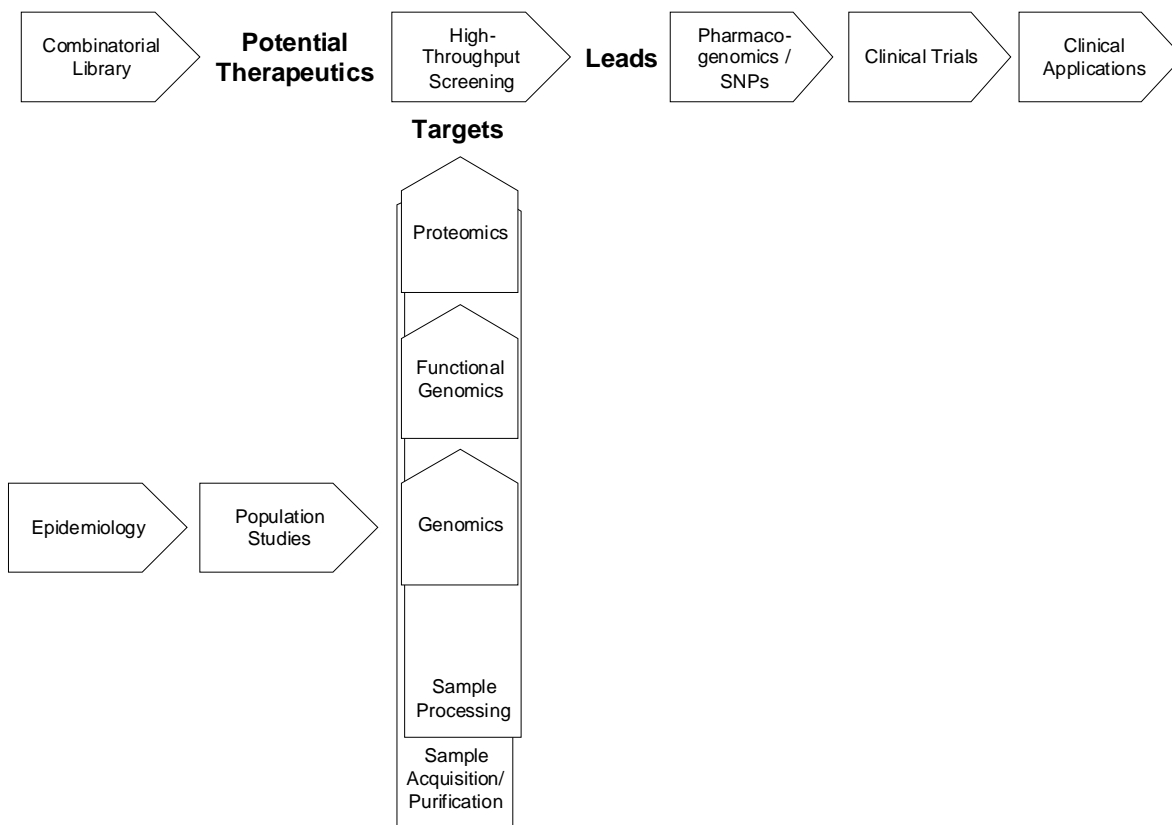 Combinatorial
Library
Potential
Therapeutics
High-
Throughput
Screening
Leads
Pharmaco-
genomics /
SNPs
Clinical Trials
Clinical
Applications
Targets
Proteomics
Functional
Genomics
Epidemiology
Population
Studies
Genomics
Sample
Processing
Sample
Acquisition/
Purification